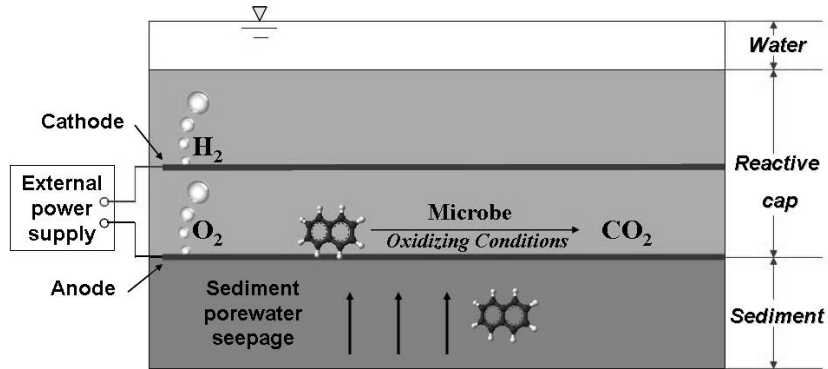 Water
Cathode
H₂
External
power
supply
Reactive
cap
O₂
Microbe
Oxidizing Conditions
CO₂
Anode
Sediment
porewater
seepage
Sediment